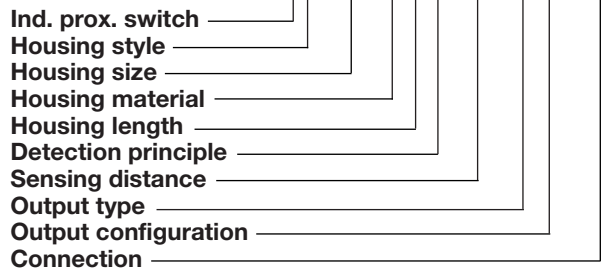 Ind. prox. switch
Housing style
Housing size
Housing material
Housing length
Detection principle
Sensing distance
Output type
Output configuration
Connection